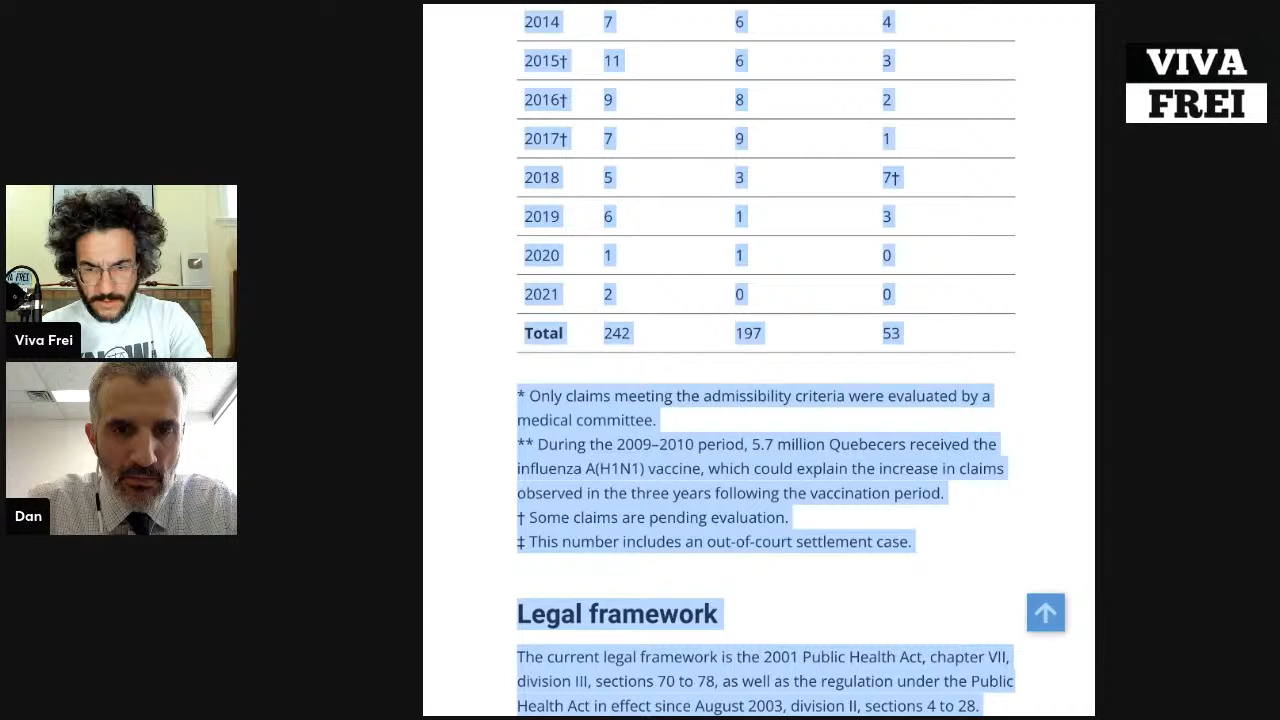 2014 7 6 4
2015† 11 6 3
2016† 9 8 2
2017† 7 9 1
2018 5 3 7†
2019 6 1 3
2020 1 1 0
2021 2 0 0
Total 242 197 53
* Only claims meeting the admissibility criteria were evaluated by a
medical committee.
** During the 2009–2010 period, 5.7 million Quebecers received the
influenza A(H1N1) vaccine, which could explain the increase in claims
observed in the three years following the vaccination period.
† Some claims are pending evaluation.
‡ This number includes an out-of-court settlement case.
Legal framework
The current legal framework is the 2001 Public Health Act, chapter VII,
division III, sections 70 to 78, as well as the regulation under the Public
Health Act in effect since August 2003, division II, sections 4 to 28.
VIVA
FREI
Viva Frei
Dan